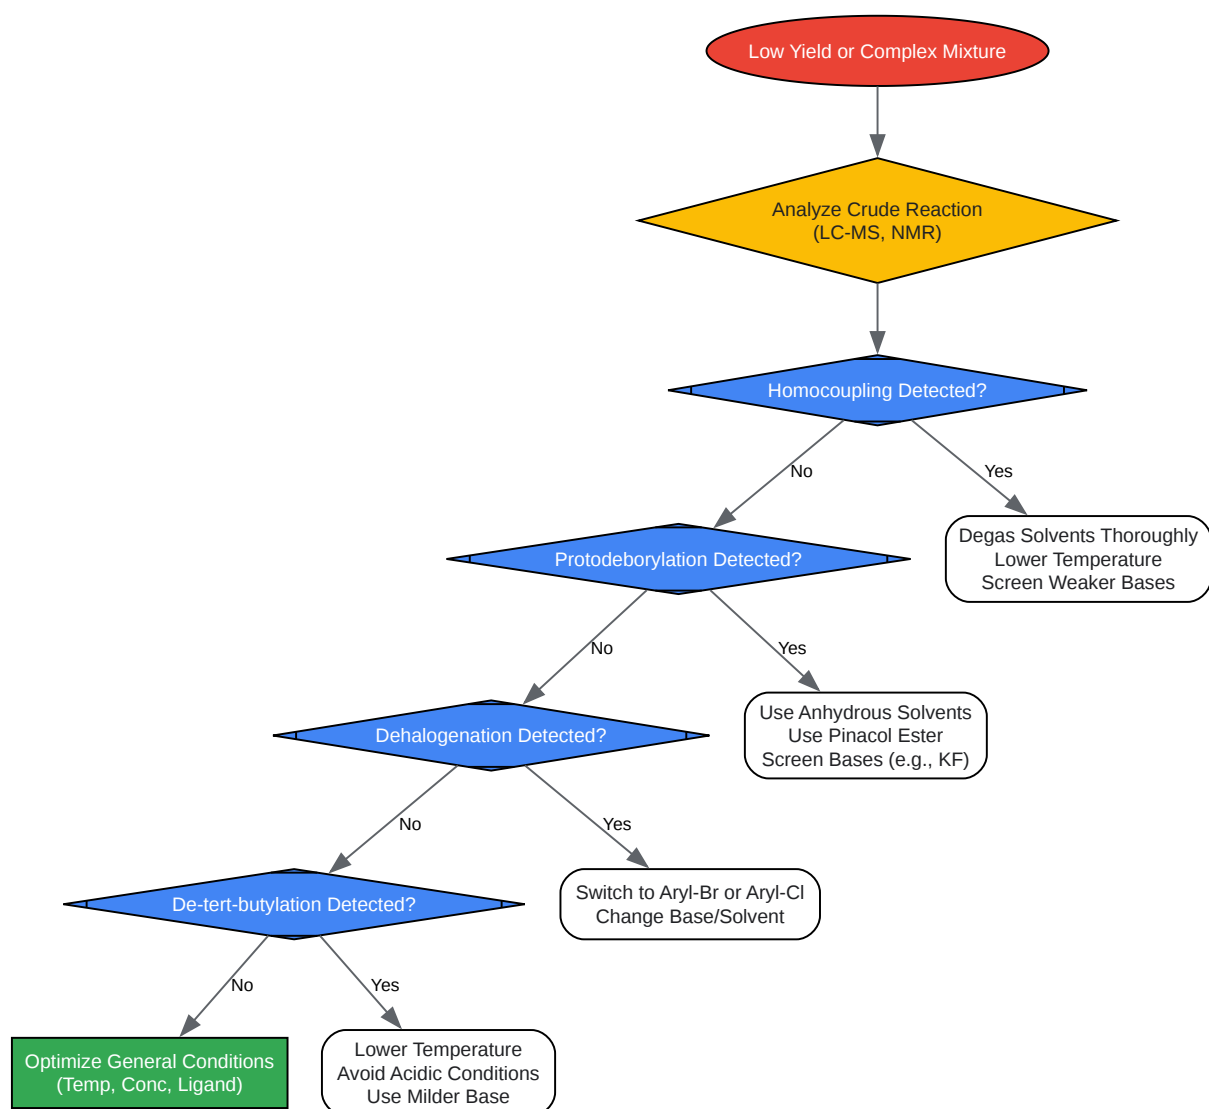 Low Yield or Complex Mixture
Analyze Crude Reaction
(LC-MS, NMR)
Homocoupling Detected?
No
Yes
Degas Solvents Thoroughly
Lower Temperature
Screen Weaker Bases
Protodeborylation Detected?
No
Yes
Use Anhydrous Solvents
Use Pinacol Ester
Screen Bases (e.g., KF)
Dehalogenation Detected?
No
Yes
Switch to Aryl-Br or Aryl-Cl
Change Base/Solvent
De-tert-butylation Detected?
No
Yes
Optimize General Conditions
(Temp, Conc, Ligand)
Lower Temperature
Avoid Acidic Conditions
Use Milder Base